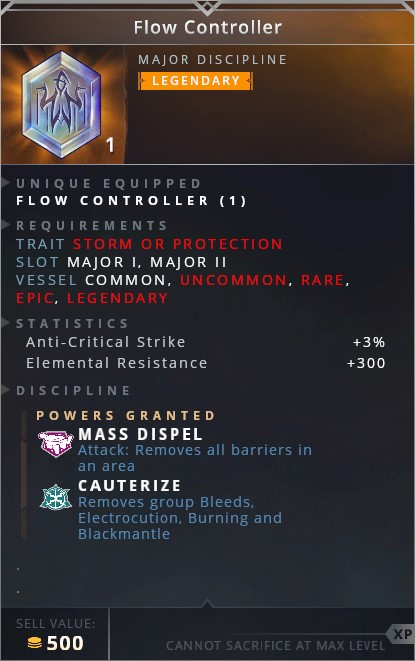 Flow Controller
MAJOR DISCIPLINE
LEGENDARY
1
UNIQUE EQUIPPED
FLOW CONTROLLER (1)
REQUIREMENTS
TRAIT STORM OR PROTECTION
SLOT MAJOR I, MAJOR II
VESSEL COMMON, UNCOMMON, RARE,
EPIC, LEGENDARY
STATISTICS
Anti-Critical Strike +3%
Elemental Resistance +300
DISCIPLINE
POWERS GRANTED
MASS DISPEL
Attack: Removes all barriers in
an area
CAUTERIZE
Removes group Bleeds,
Electrocution, Burning and
Blackmantle
.
.
SELL VALUE:
500
XP
CANNOT SACRIFICE AT MAX LEVEL